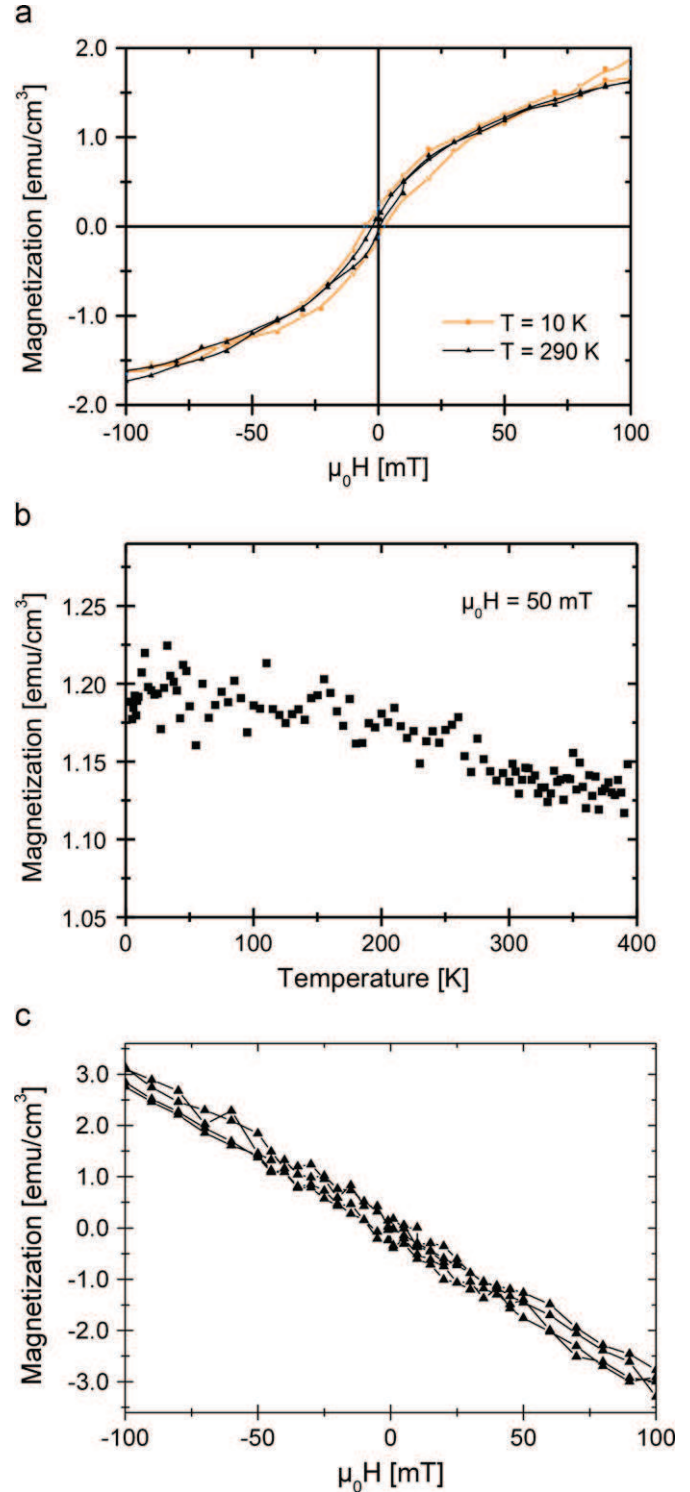 a
2.0
1.0
0.0
-1.0
-2.0
Magnetization [emu/cm³]
T = 10 K
T = 290 K
-100 -50 0 50 100
μ₀H [mT]
b
μ₀H = 50 mT
1.25
1.20
1.15
1.10
1.05
Magnetization [emu/cm³]
0 100 200 300 400
Temperature [K]
c
3.0
2.0
1.0
0.0
-1.0
-2.0
-3.0
Magnetization [emu/cm³]
-100 -50 0 50 100
μ₀H [mT]